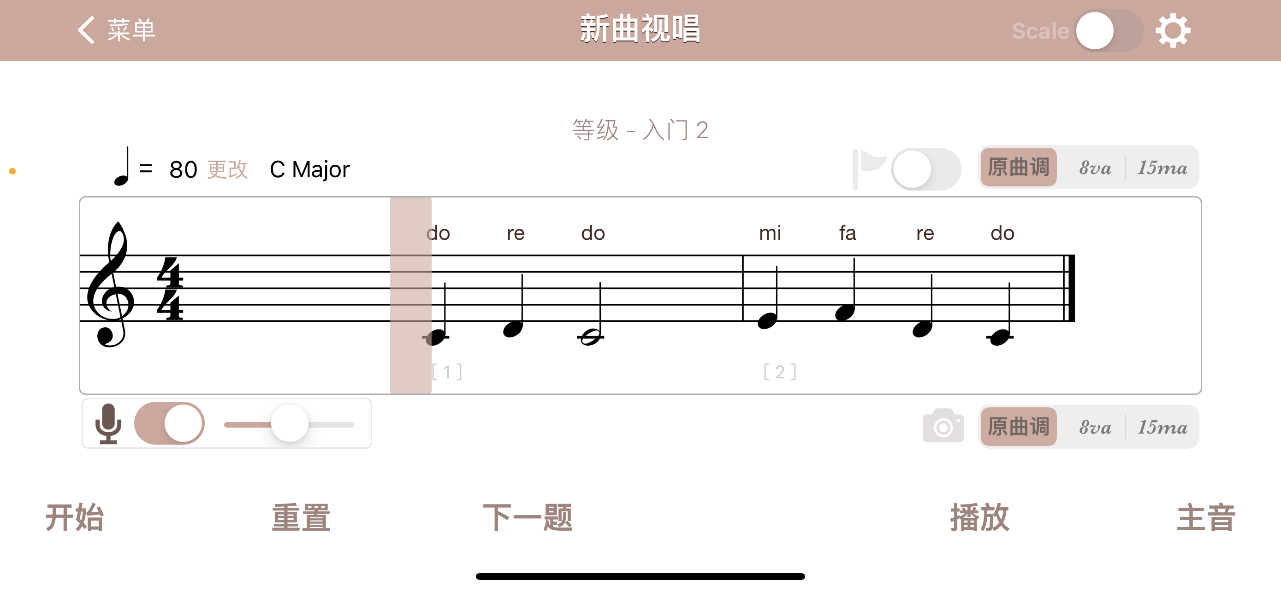 菜单
新曲视唱
Scale
等级 - 入门 2
= 80 更改 C Major
原曲调 8va 15ma
do re do mi fa re do
4
4
[ 1 ] [ 2 ]
原曲调 8va 15ma
开始 重置 下一题 播放 主音